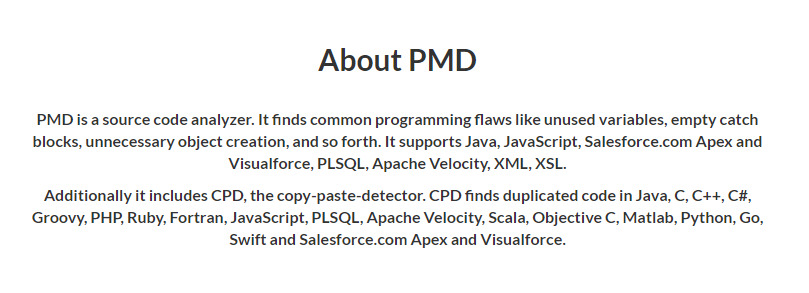 About PMD
PMD is a source code analyzer. It finds common programming flaws like unused variables, empty catch
blocks, unnecessary object creation, and so forth. It supports Java, JavaScript, Salesforce.com Apex and
Visualforce, PLSQL, Apache Velocity, XML, XSL.
Additionally it includes CPD, the copy-paste-detector. CPD finds duplicated code in Java, C, C++, C#,
Groovy, PHP, Ruby, Fortran, JavaScript, PLSQL, Apache Velocity, Scala, Objective C, Matlab, Python, Go,
Swift and Salesforce.com Apex and Visualforce.